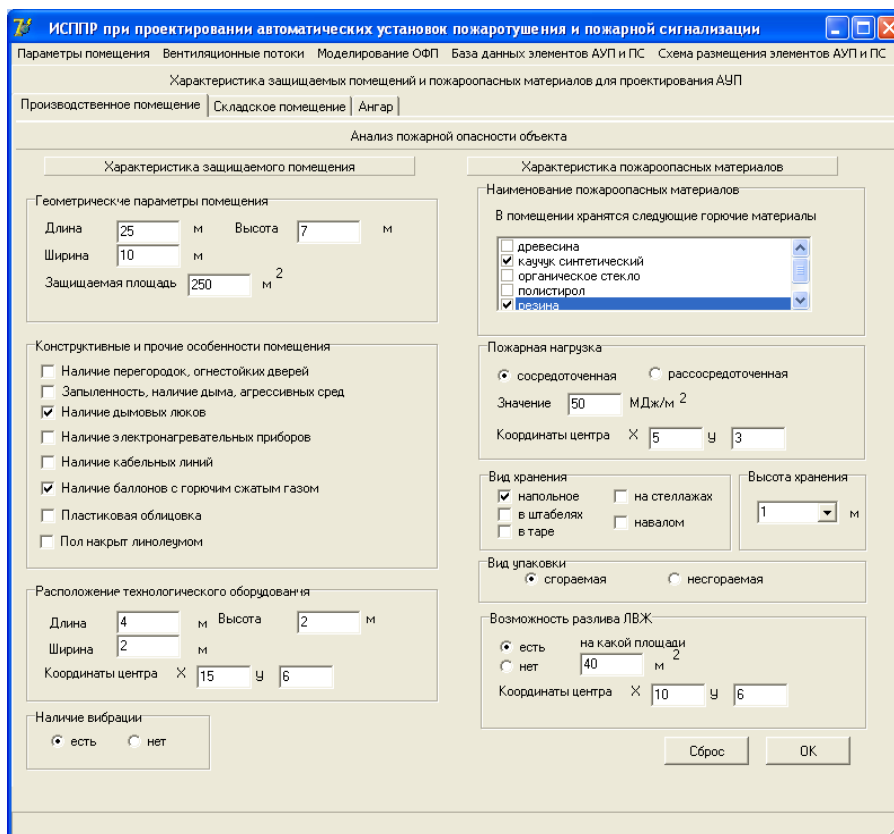 ИСППР при проектировании автоматических установок пожаротушения и пожарной сигнализации
Параметры помещения Вентиляционные потоки Моделирование ОФП База данных элементов АУП и ПС Схема размещения элементов АУП и ПС
Характеристика защищаемых помещений и пожароопасных материалов для проектирования АУП
Производственное помещение Складское помещение Ангар
Анализ пожарной опасности объекта
Характеристика защищаемого помещения
Геометрические параметры помещения
Длина 25 м Высота 7 м
Ширина 10 м
Защищаемая площадь 250 м 2
Конструктивные и прочие особенности помещения
Наличие перегородок, огнестойких дверей
Запыленность, наличие дыма, агрессивных сред
Наличие дымовых люков
Наличие электронагревательных приборов
Наличие кабельных линий
Наличие баллонов с горючим сжатым газом
Пластиковая облицовка
Пол накрыт линолеумом
Расположение технологического оборудования
Длина 4 м Высота 2 м
Ширина 2 м
Координаты центра X 15 y 6
Наличие вибрации
есть нет
Характеристика пожароопасных материалов
Наименование пожароопасных материалов
В помещении хранятся следующие горючие материалы
древесина
каучук синтетический
органическое стекло
полистирол
резина
Пожарная нагрузка
сосредоточенная рассосредоточенная
Значение 50 МДж/м 2
Координаты центра X 5 y 3
Вид хранения
напольное на стеллажах
в штабелях
навалом
в таре
Высота хранения
1 м
Вид упаковки
сгораемая несгораемая
Возможность разлива ЛВЖ
есть на какой площади
нет 40 м 2
Координаты центра X 10 y 6
Сброс OK